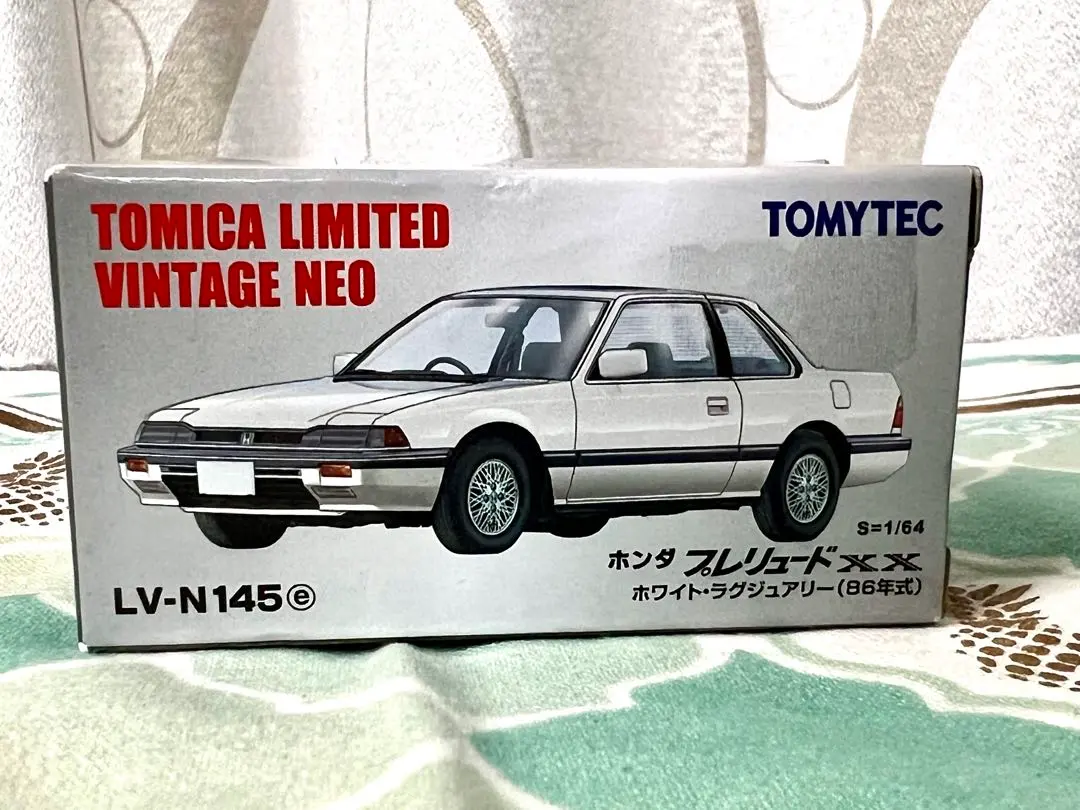 TOMICA LIMITED
VINTAGE NEO
TOMYTEC
S=1/64
ホンダ プレリュードXX
ホワイト・ラグジュアリー(86年式)
LV-N145ⓔ